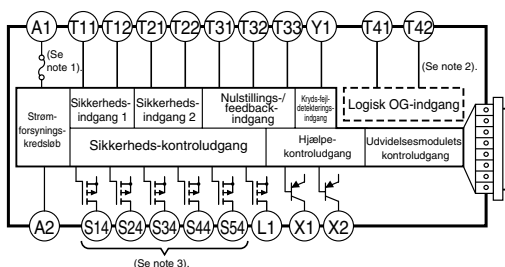 A1 T11 T12 T21 T22 T31 T32 T33 Y1 T41 T42
(Se note 1).
(Se note 2).
Strøm-
forsynings-
kredsløb
Sikkerheds-
indgang 1
Sikkerheds-
indgang 2
Nulstillings-/
feedback-
indgang
Kryds-fejl-
detekterings-
indgang
Logisk OG-indgang
Sikkerheds-kontroludgang
Hjælpe-
kontroludgang
Udvidelsesmodulets
kontroludgang
A2 S14 S24 S34 S44 S54 L1 X1 X2
(Se note 3).